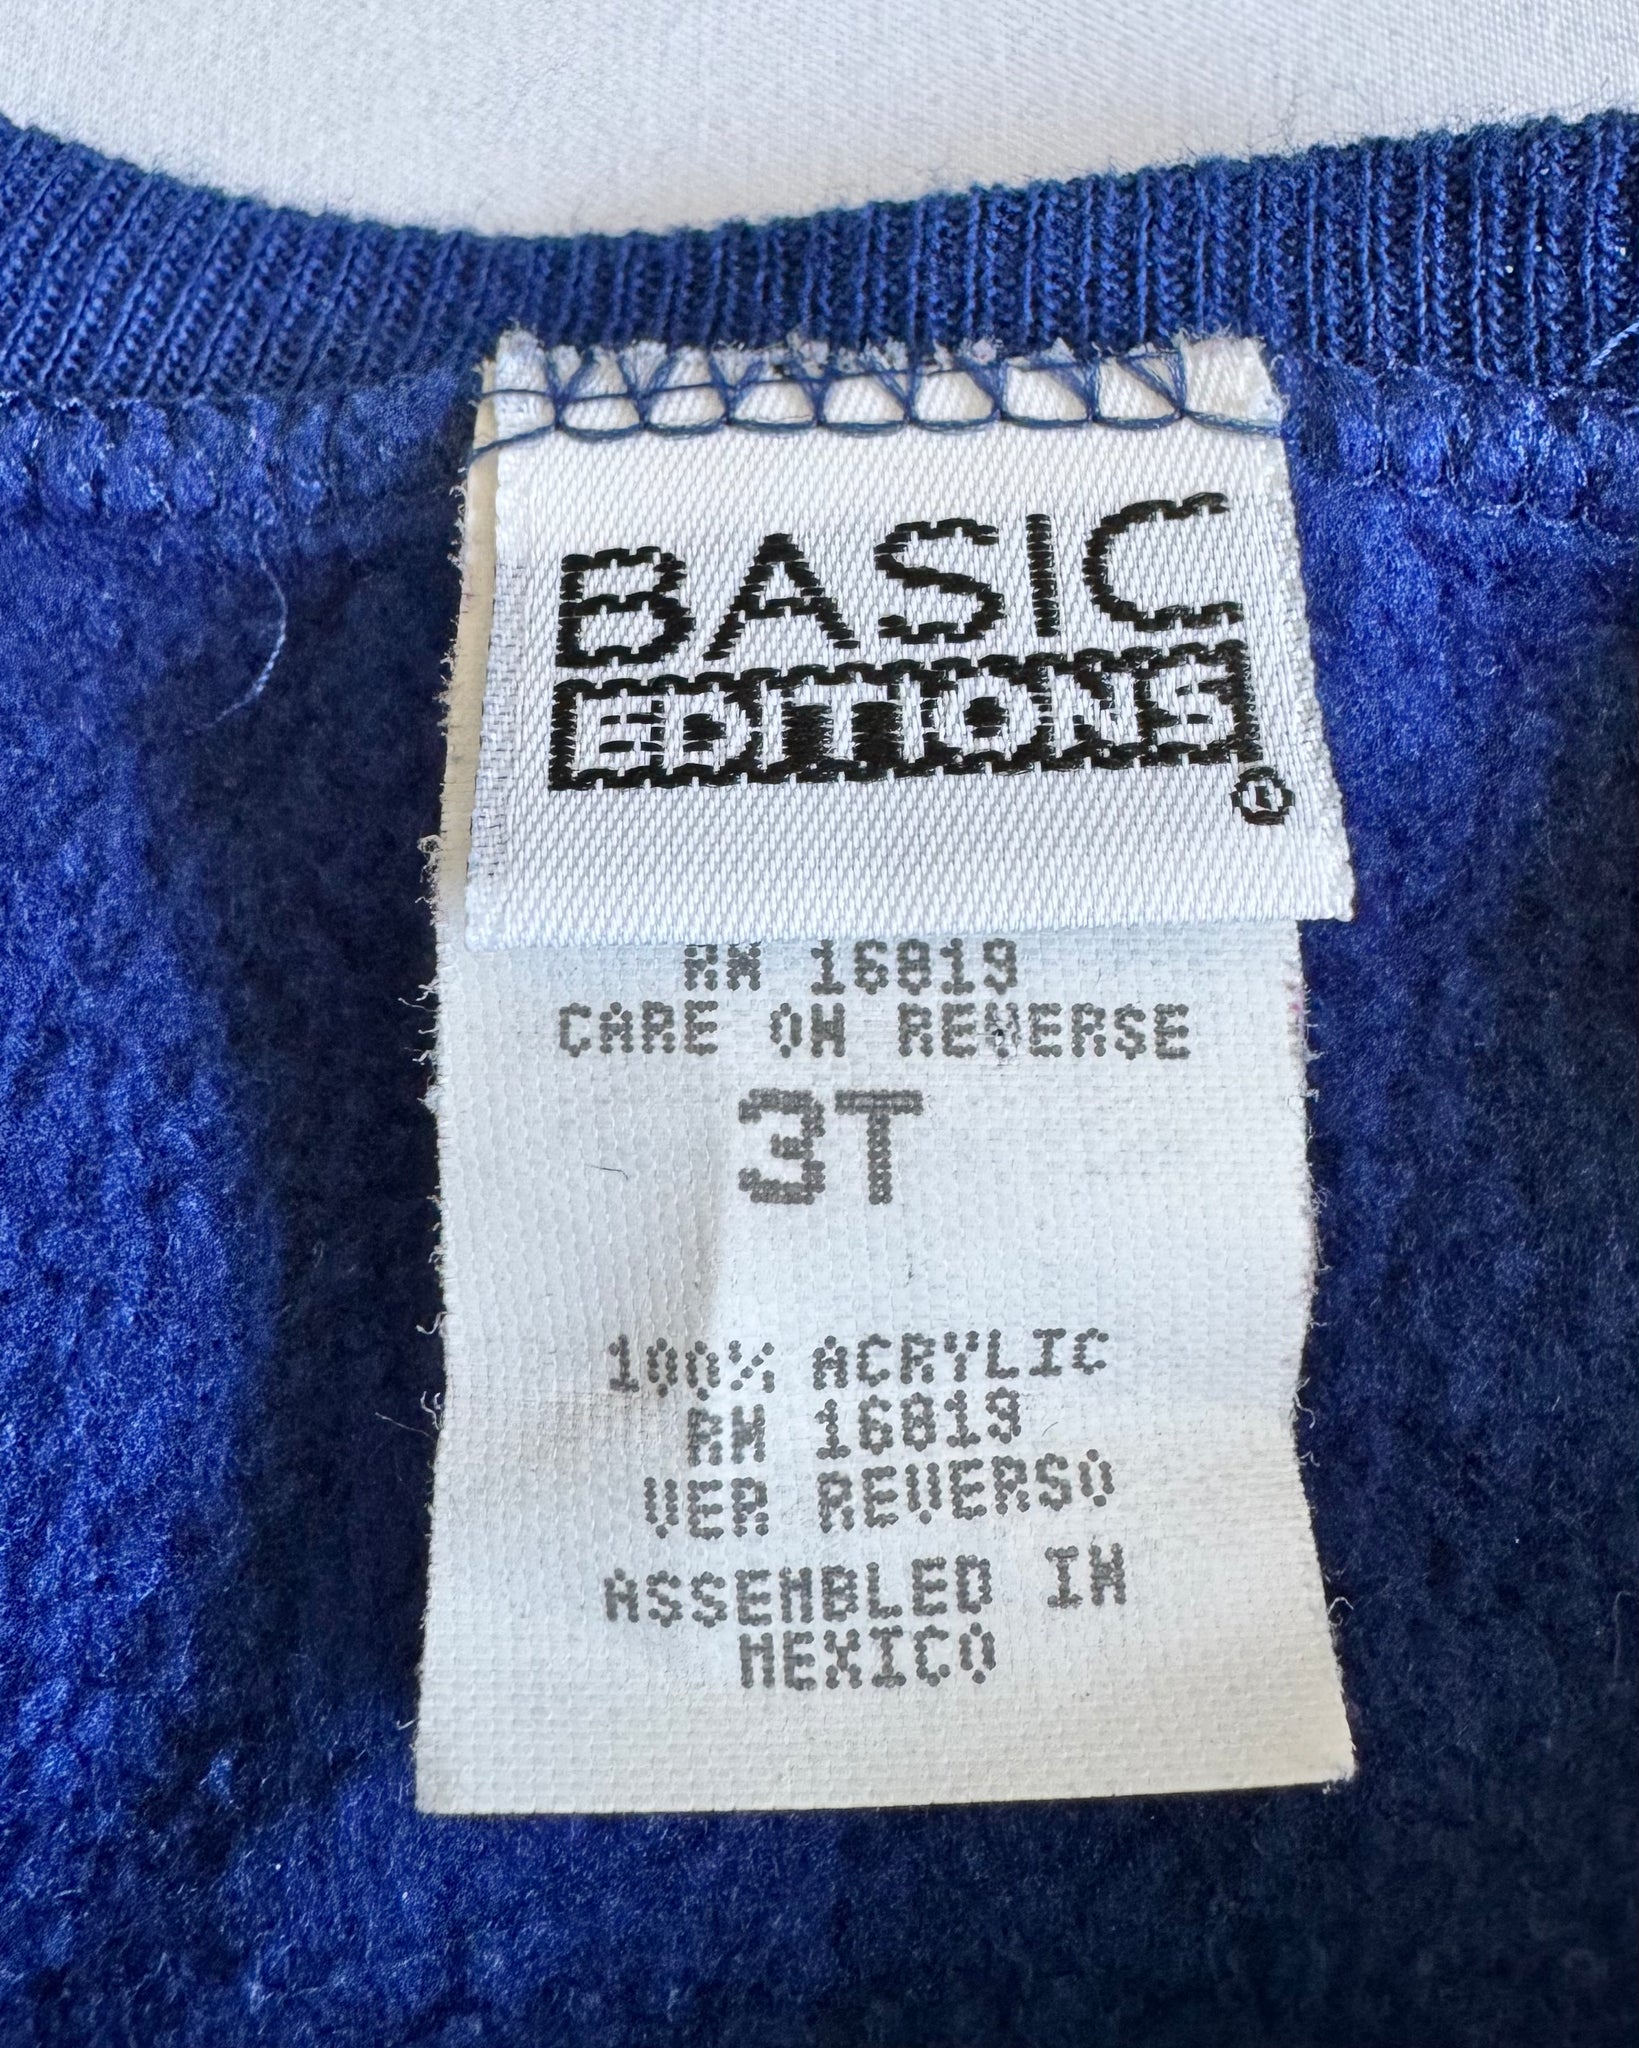 BASIC
EDITIONS
®
RN 16819
CARE ON REVERSE
3T
100% ACRYLIC
RN 16819
VER REVERSO
ASSEMBLED IN
MEXICO